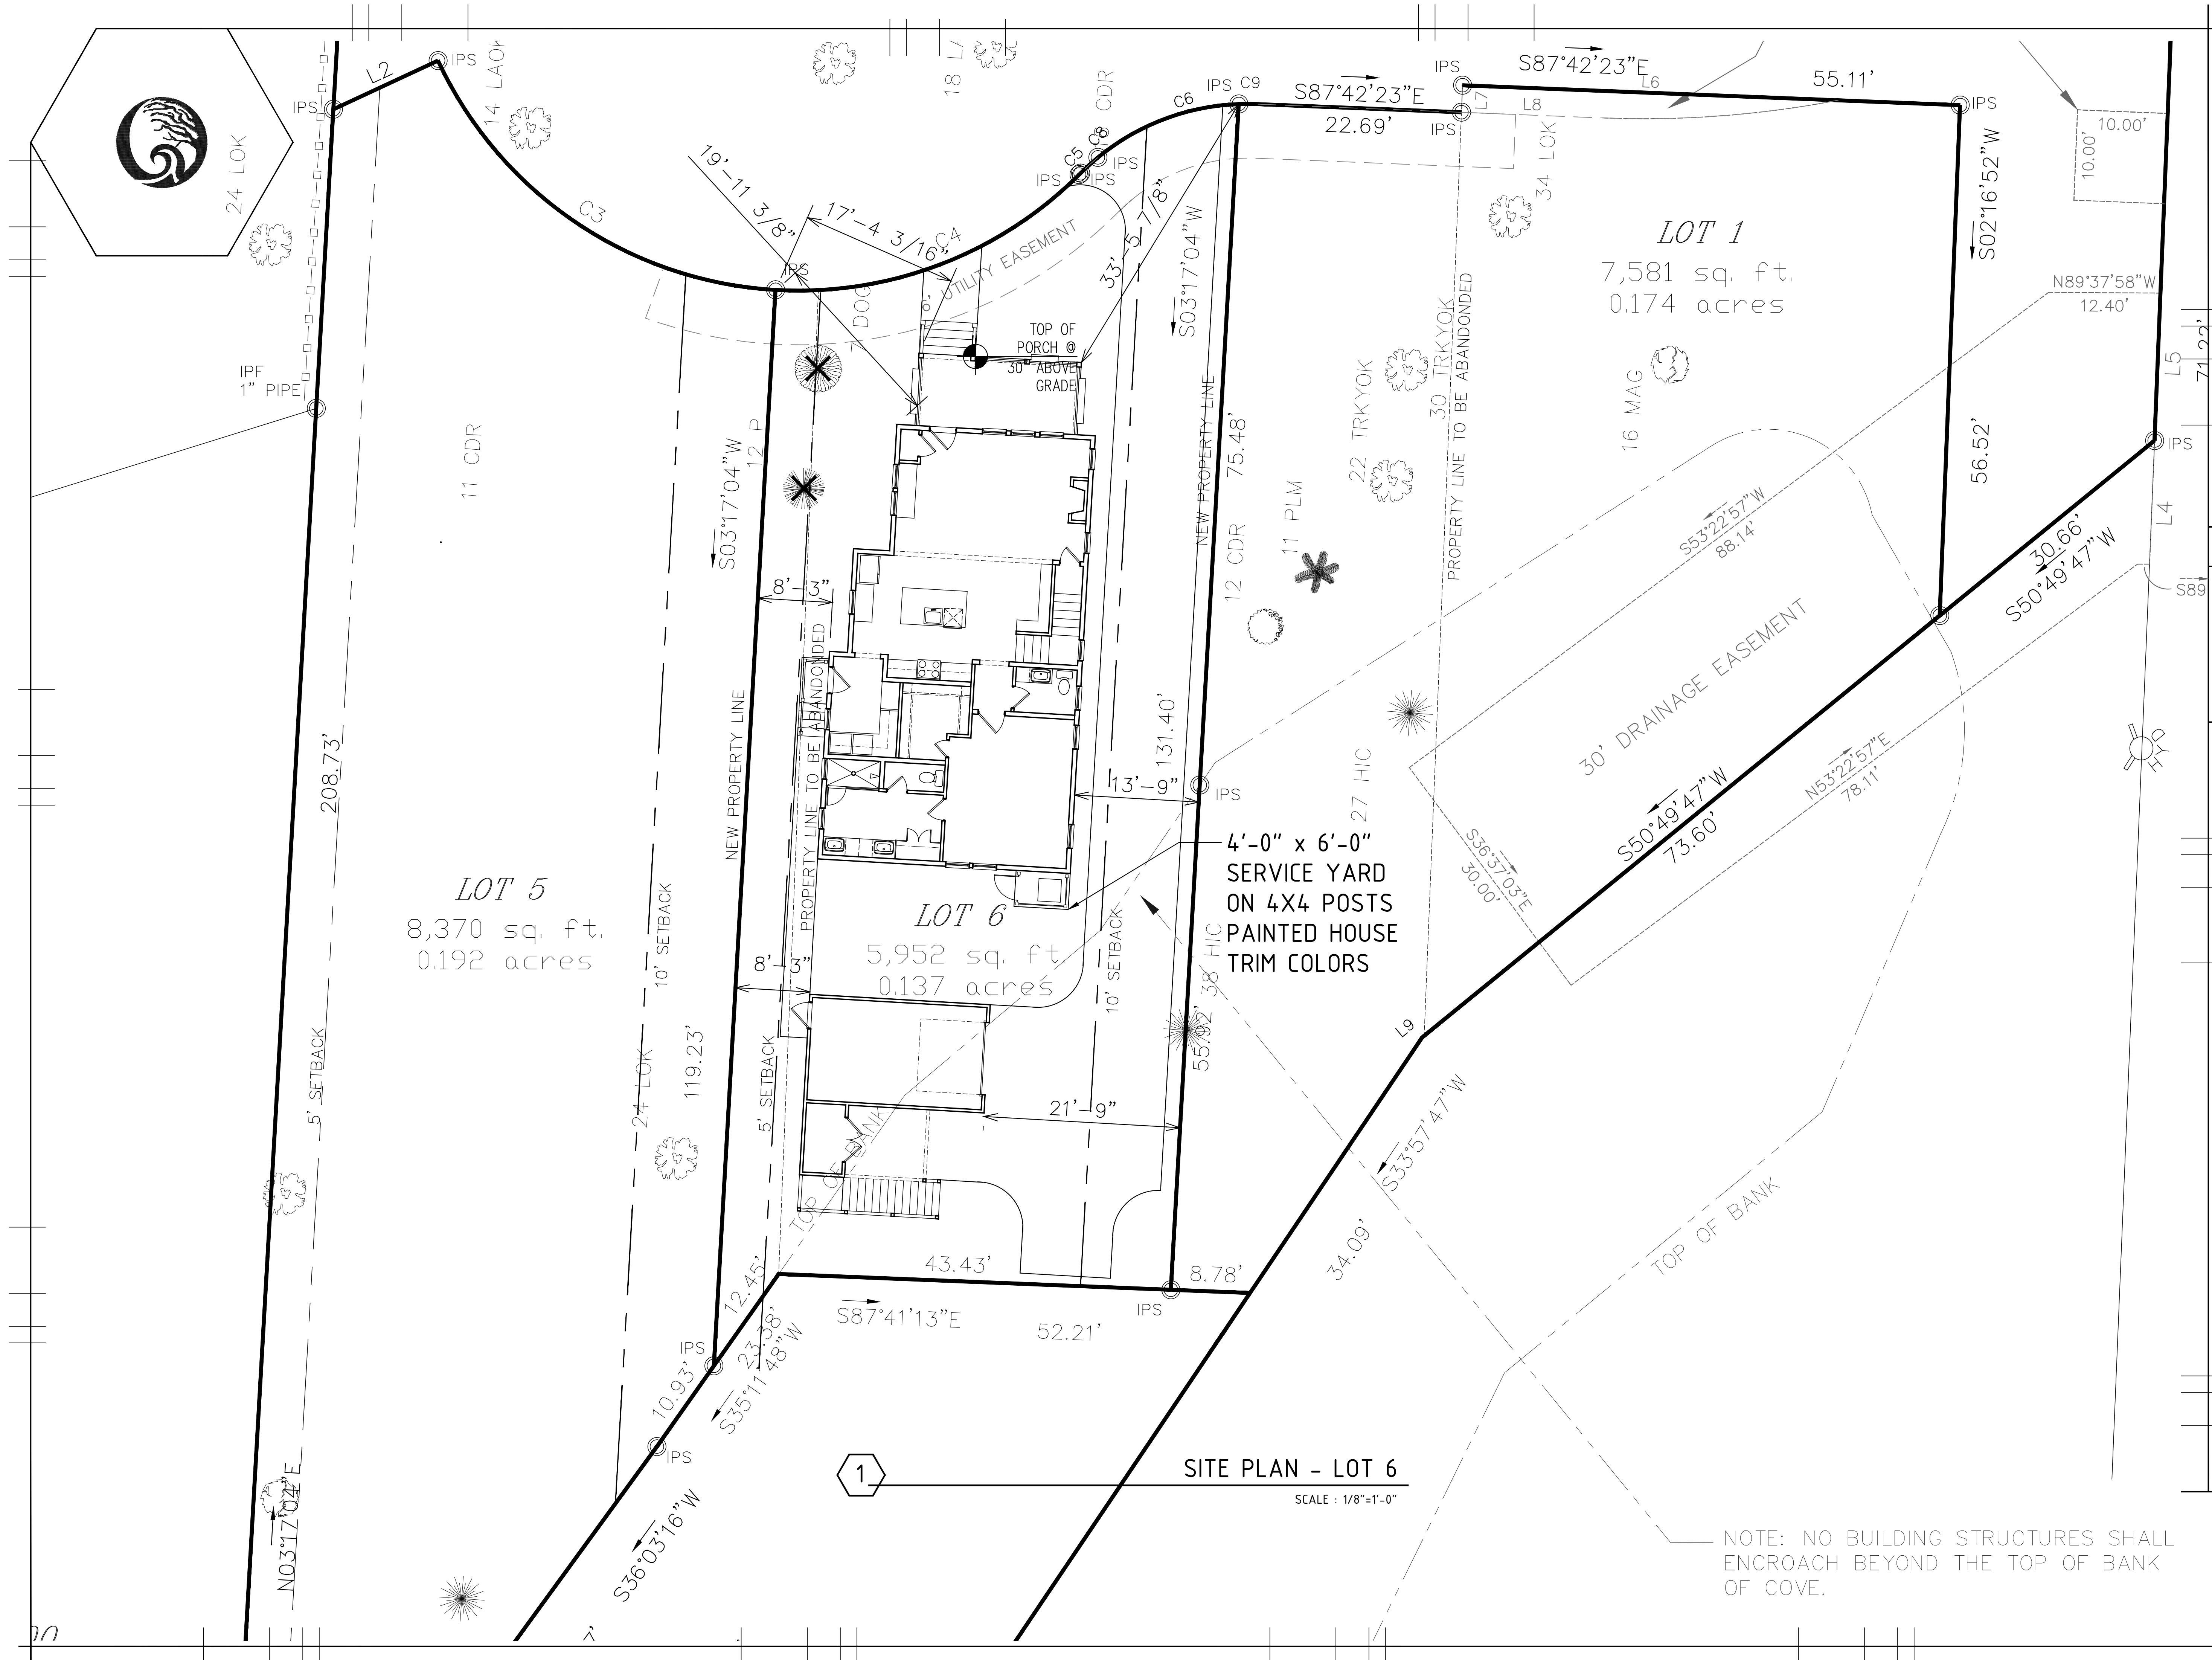 L2
IPS
IPS
14 LAOK
24 LOK
IPF
1" PIPE
C3
18 LA
CDR
19'-11 3/8"
17'-4 3/16"
C4
IPS
6' UTILITY EASEMENT
33'-5 7/8"
C5
C8
C6
IPS
IPS
IPS
IPS
C9
S87°42'23"E
22.69'
IPS
IPS
L7
S87°42'23"E
L6
55.11'
L8
IPS
34 LOK
S02°16'52"W
10.00'
10.00'
N89°37'58"W
12.40'
L5
71.22'
IPS
L4
LOT 1
7,581 sq. ft.
0.174 acres
TOP OF
PORCH @
30" ABOVE
GRADE
7 DOG
11 CDR
12 P
S03°17'04"W
S03°17'04"W
NEW PROPERTY LINE
75.48'
30 TRKYOK
PROPERTY LINE TO BE ABANDONED
22 TRKYOK
16 MAG
11 PLM
12 CDR
56.52'
S53°22'57"W
88.14'
30.66'
S50°49'47"W
S89
30' DRAINAGE EASEMENT
8'-3"
PROPERTY LINE TO BE ABANDONED
NEW PROPERTY LINE
131.40'
13'-9"
IPS
27 HIC
HYD
N53°22'57"E
78.11'
S50°49'47"W
73.60'
S36°37'03"E
30.00'
208.73'
4'-0" x 6'-0"
SERVICE YARD
ON 4X4 POSTS
PAINTED HOUSE
TRIM COLORS
LOT 5
8,370 sq. ft.
0.192 acres
10' SETBACK
LOT 6
5,952 sq. ft.
0.137 acres
10' SETBACK
38 HIC
55.92'
8'-3"
5' SETBACK
119.23'
24 LOK
5' SETBACK
21'-9"
TOP OF BANK
L9
S33°57'47"W
34.09'
TOP OF BANK
43.43'
8.78'
S87°41'13"E
52.21'
IPS
12.45'
23.38'
S35°11'48"W
IPS
10.93'
IPS
S36°03'16"W
N03°17'04"E
1
SITE PLAN - LOT 6
SCALE : 1/8"=1'-0"
NOTE: NO BUILDING STRUCTURES SHALL
ENCROACH BEYOND THE TOP OF BANK
OF COVE.